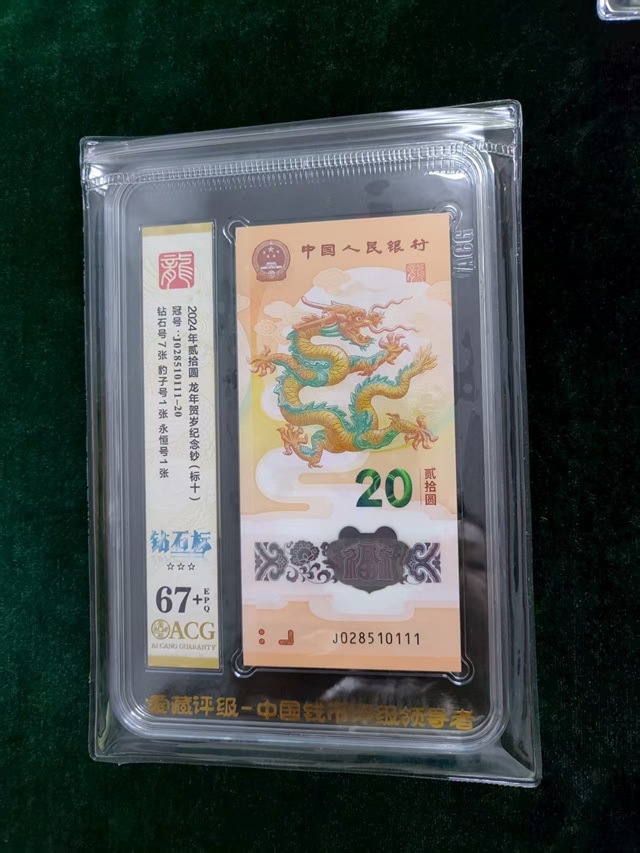 龍
2024年贰拾圆 龙年贺岁纪念钞（标十）
冠号：J028510111-20
钻石号7张 豹子号1张 永恒号1张
钻石标
☆☆☆
67+EPQ
ACG
AI CANG GUARANTY
中国人民银行
龍
20
贰拾圆
J028510111
ACG
爱藏评级-中国钱币评级领导者